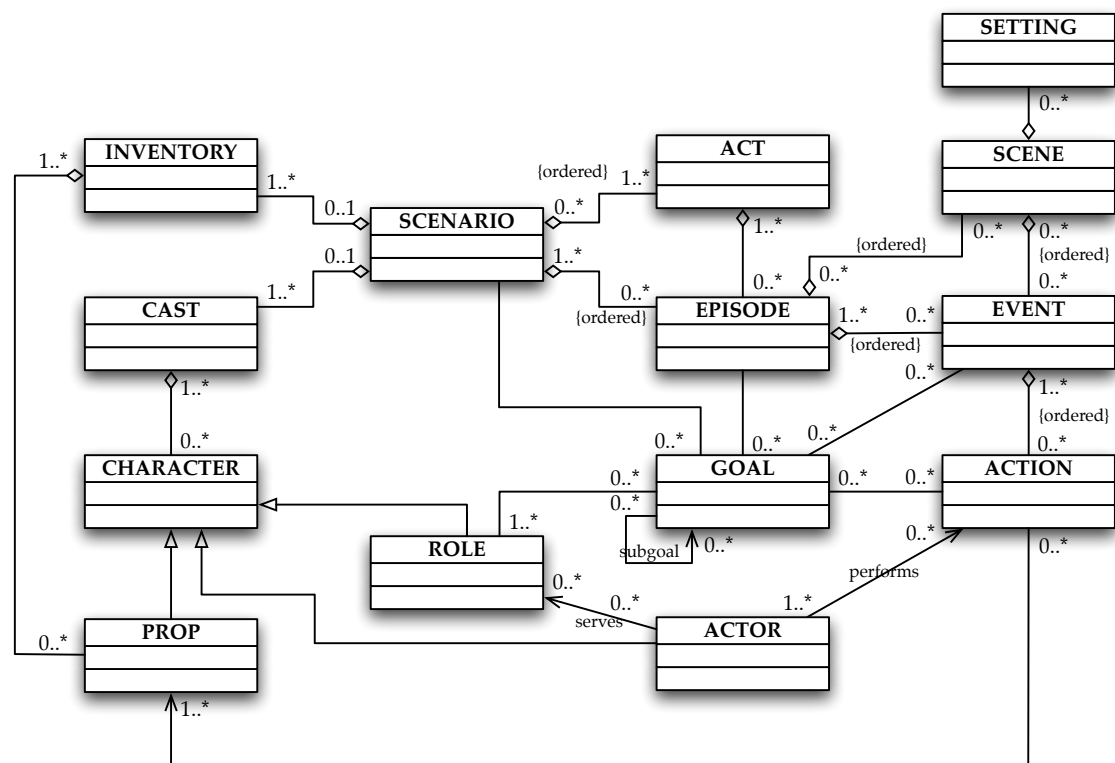 SETTING
0..*
INVENTORY
ACT
SCENE
1..*
{ordered}
1..*
1..*
0..1
SCENARIO
0..*
1..*
0..*
0..*
{ordered}
{ordered}
0..1
1..*
0..*
1..*
0..*
0..*
0..*
CAST
{ordered}
EPISODE
1..*
0..*
EVENT
{ordered}
1..*
0..*
1..*
{ordered}
0..*
0..*
0..*
0..*
0..*
CHARACTER
GOAL
ACTION
0..*
0..*
0..*
0..*
1..*
ROLE
subgoal
0..*
0..*
0..*
performs
0..*
0..*
serves
1..*
PROP
ACTOR
0..*
1..*